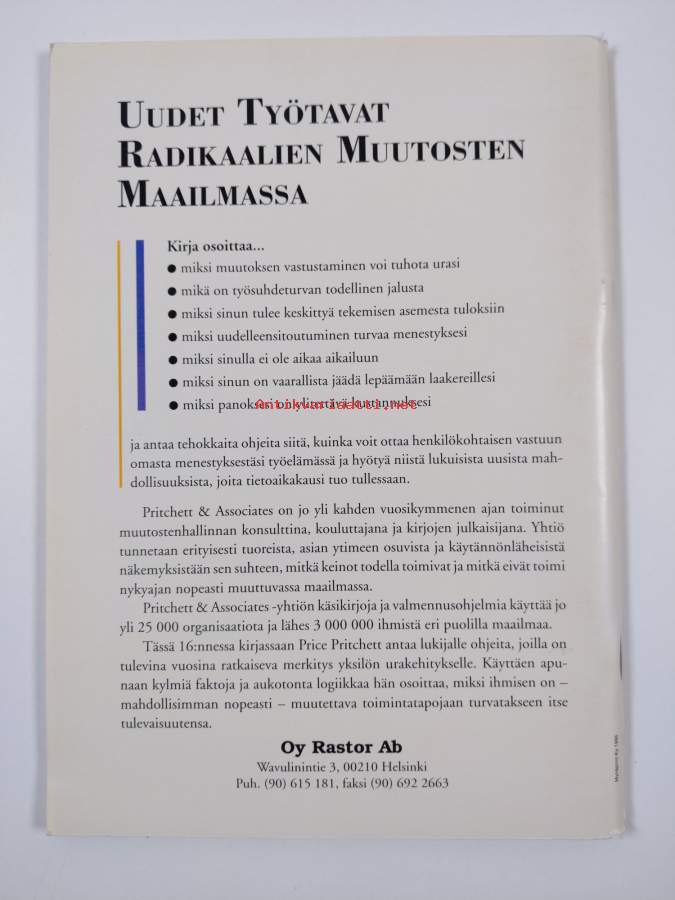 UUDET TYÖTAVAT
RADIKAALIEN MUUTOSTEN
MAAILMASSA
Kirja osoittaa...
● miksi muutoksen vastustaminen voi tuhota urasi
● mikä on työsuhdeturvan todellinen jalusta
● miksi sinun tulee keskittyä tekemisen asemesta tuloksiin
● miksi uudelleensitoutuminen turvaa menestyksesi
● miksi sinulla ei ole aikaa aikailuun
● miksi sinun on vaarallista jäädä lepäämään laakereillesi
● miksi panoksesi on ylitettävä kustannuksesi
Antikvariaatti.net
ja antaa tehokkaita ohjeita siitä, kuinka voit ottaa henkilökohtaisen vastuun
omasta menestyksestäsi työelämässä ja hyötyä niistä lukuisista uusista mah-
dollisuuksista, joita tietoaikakausi tuo tullessaan.
Pritchett & Associates on jo yli kahden vuosikymmenen ajan toiminut
muutostenhallinnan konsulttina, kouluttajana ja kirjojen julkaisijana. Yhtiö
tunnetaan erityisesti tuoreista, asian ytimeen osuvista ja käytännönläheisistä
näkemyksistään sen suhteen, mitkä keinot todella toimivat ja mitkä eivät toimi
nykyajan nopeasti muuttuvassa maailmassa.
Pritchett & Associates -yhtiön käsikirjoja ja valmennusohjelmia käyttää jo
yli 25 000 organisaatiota ja lähes 3 000 000 ihmistä eri puolilla maailmaa.
Tässä 16:nnessa kirjassaan Price Pritchett antaa lukijalle ohjeita, joilla on
tulevina vuosina ratkaiseva merkitys yksilön urakehitykselle. Käyttäen apu-
naan kylmiä faktoja ja aukotonta logiikkaa hän osoittaa, miksi ihmisen on –
mahdollisimman nopeasti – muutettava toimintatapojaan turvatakseen itse
tulevaisuutensa.
Oy Rastor Ab
Wavulinintie 3, 00210 Helsinki
Puh. (90) 615 181, faksi (90) 692 2663